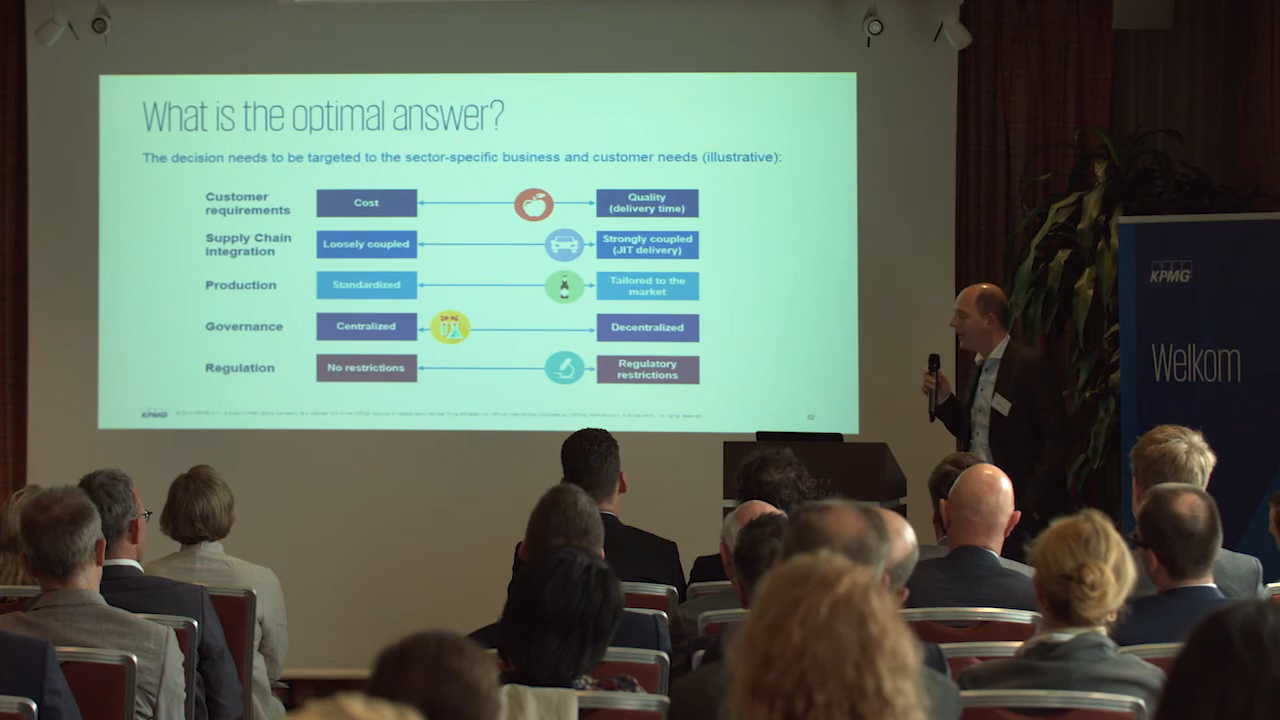 What is the optimal answer?
The decision needs to be targeted to the sector-specific business and customer needs (illustrative):
Customer
requirements
Cost
Quality
(delivery time)
Supply Chain
integration
Loosely coupled
Strongly coupled
(JIT delivery)
Production
Standardized
Tailored to the
market
Governance
Centralized
Decentralized
Regulation
No restrictions
Regulatory
restrictions
KPMG
KPMG
Welkom